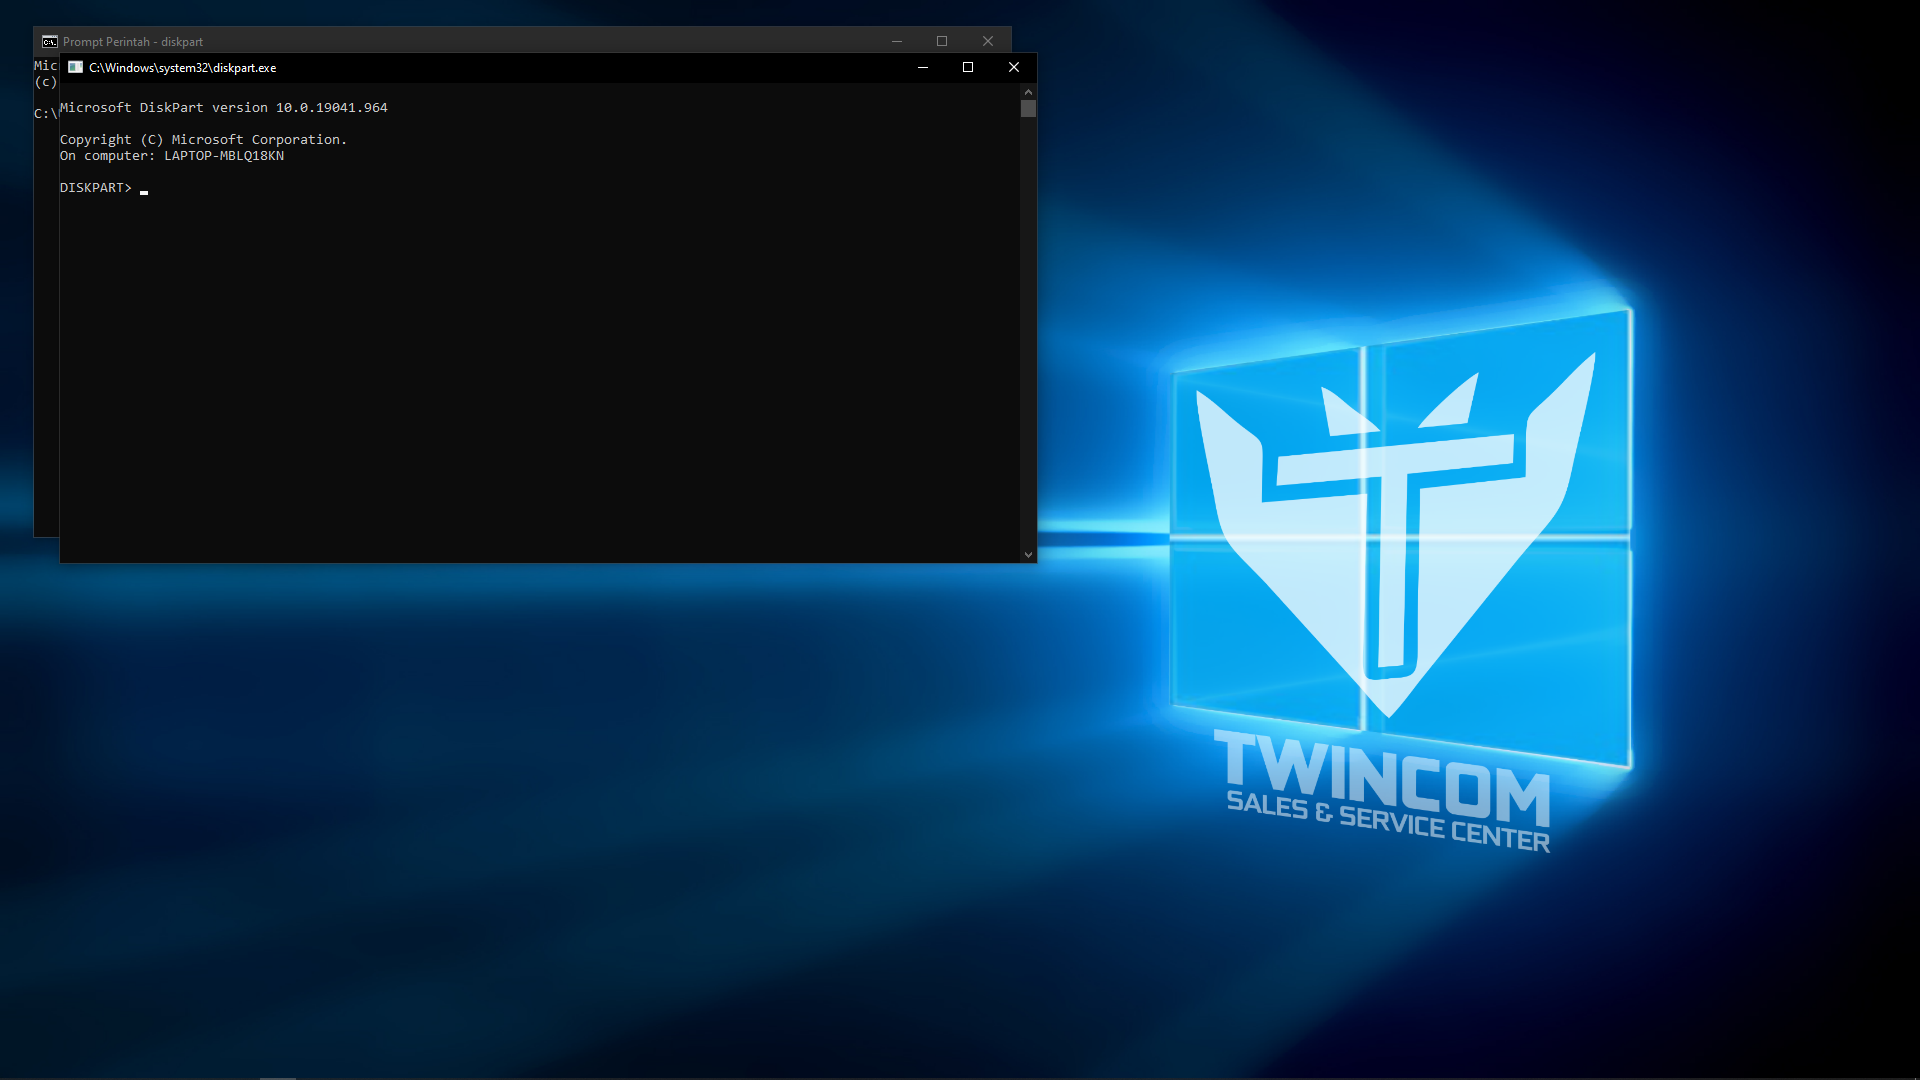 Prompt Perintah - diskpart
Mic
(c)
C:\
C:\Windows\system32\diskpart.exe
Microsoft DiskPart version 10.0.19041.964
Copyright (C) Microsoft Corporation.
On computer: LAPTOP-MBLQ18KN
DISKPART>
TWINCOM
SALES & SERVICE CENTER